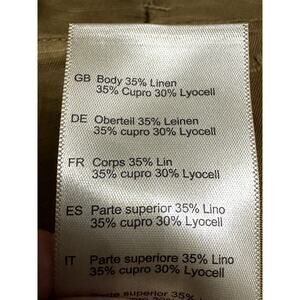 GB Body 35% Linen
35% Cupro 30% Lyocell
DE Oberteil 35% Leinen
35% cupro 30% Lyocell
FR Corps 35% Lin
35% cupro 30% Lyocell
ES Parte superior 35% Lino
35% cupro 30% Lyocell
IT Parte superiore 35% Lino
35% cupro 30% Lyocell